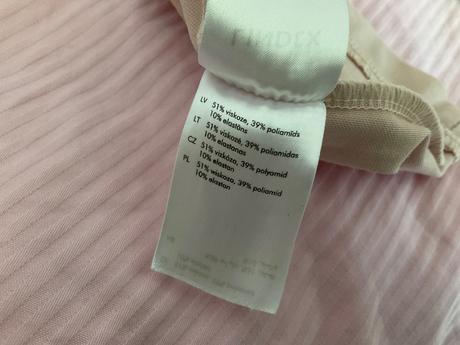 LV 51% viskoze, 39% poliamīds
10% elastāns
LT 51% viskozė, 39% poliamidas
10% elastanas
CZ 51% viskóza, 39% polyamid
10% elastan
PL 51% wiskoza, 39% poliamid
10% elastan